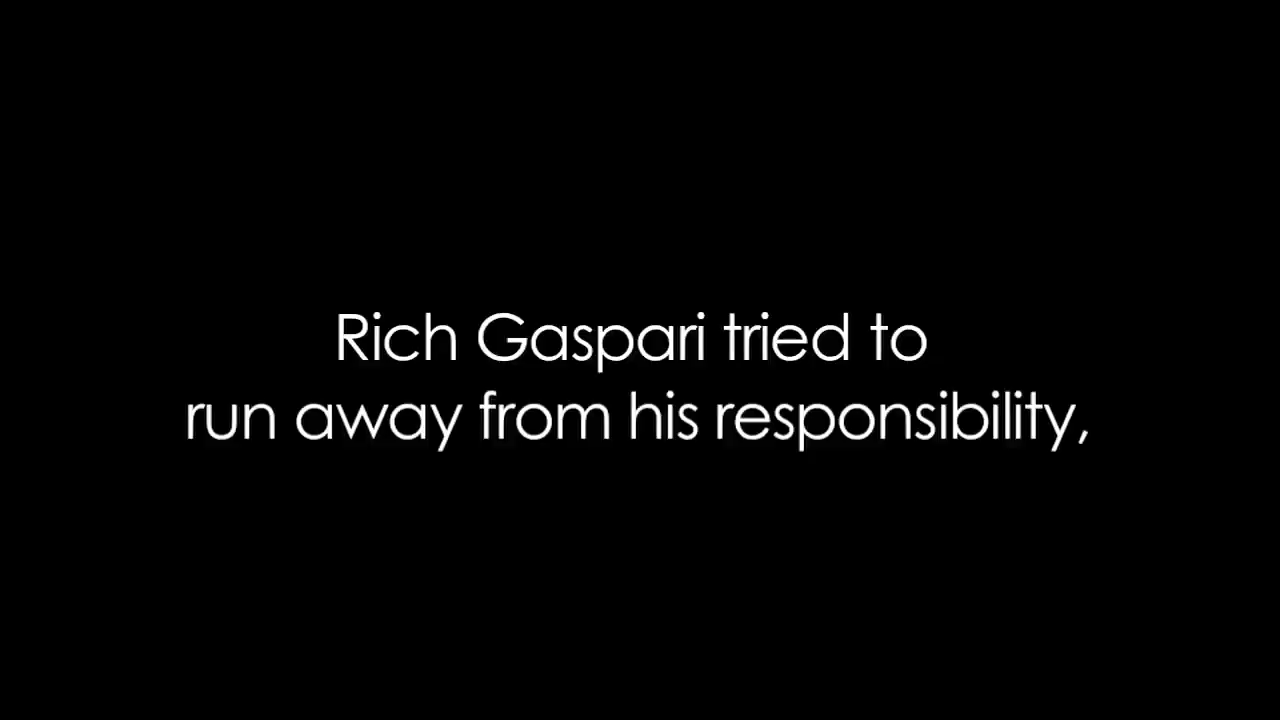 Rich Gaspari tried to
run away from his responsibility,